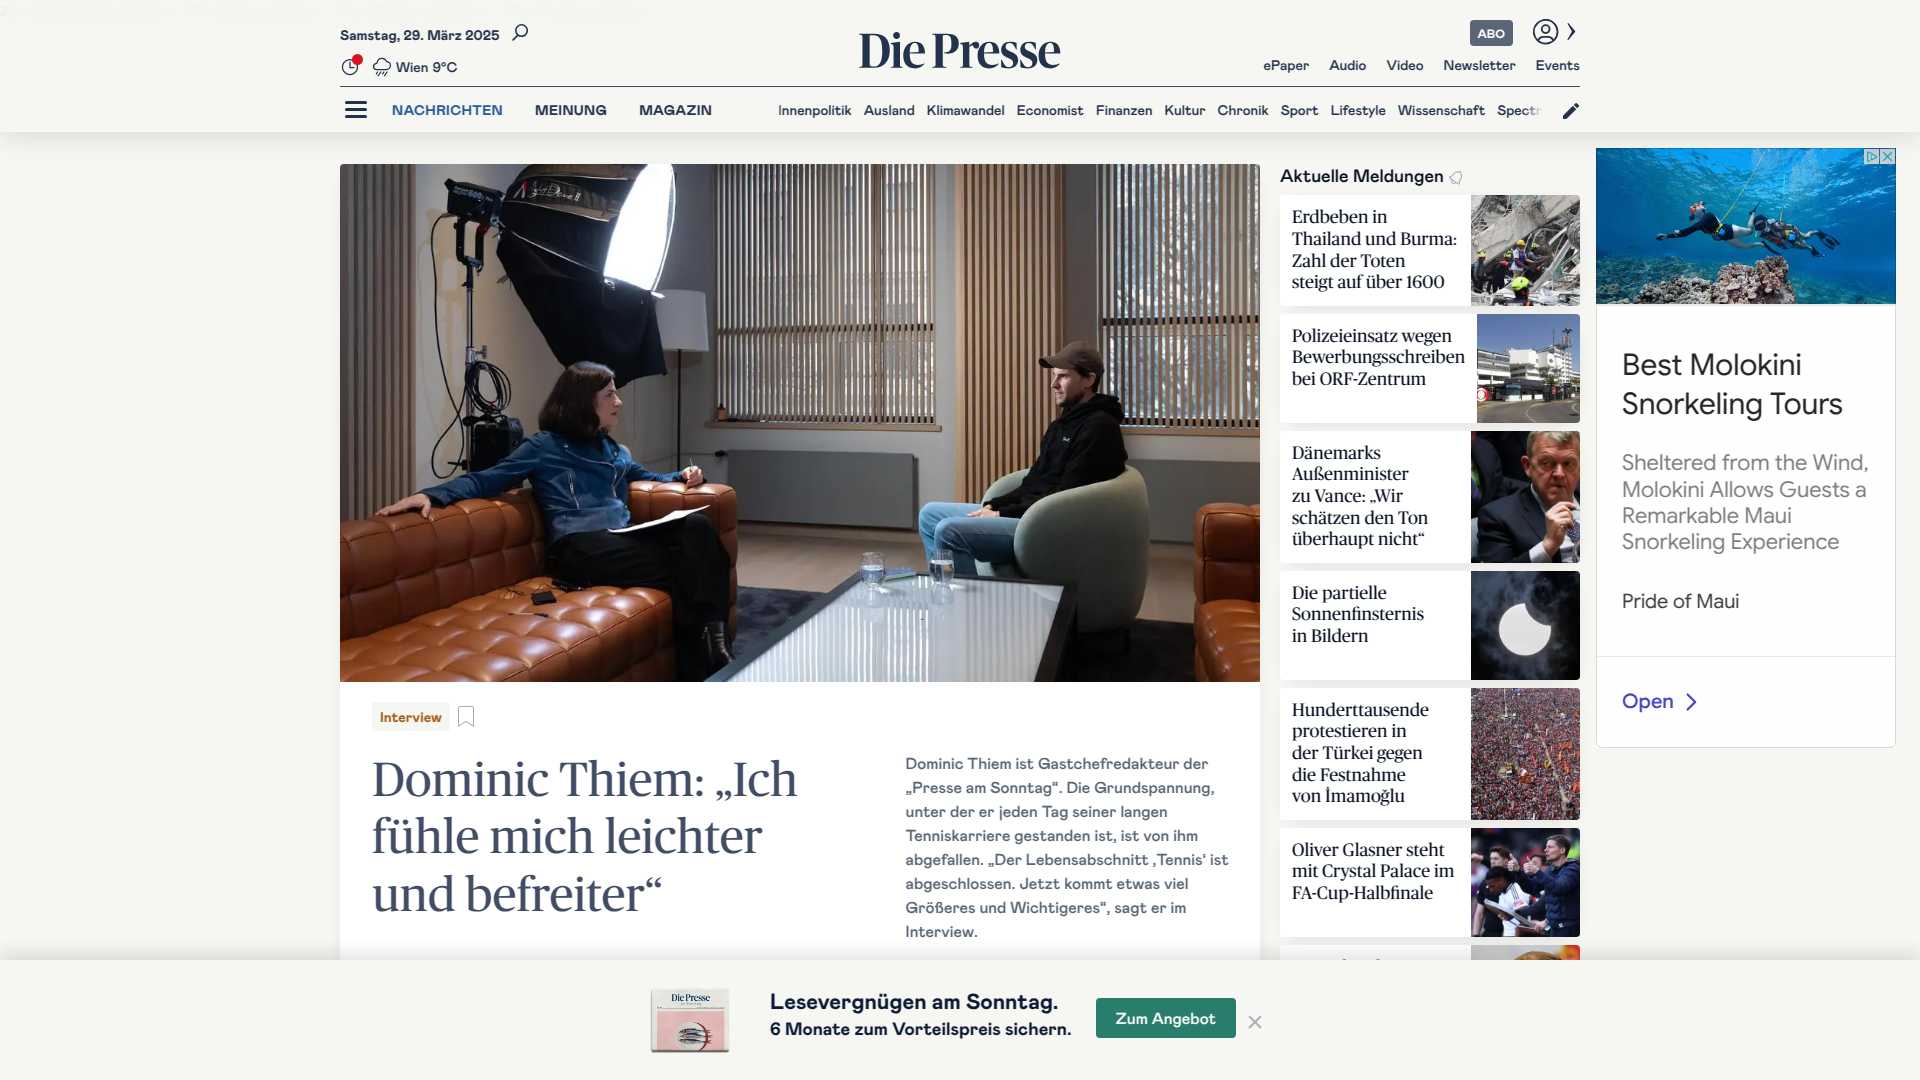 Samstag, 29. März 2025
Wien 9°C
Die Presse
ABO
ePaper Audio Video Newsletter Events
NACHRICHTEN MEINUNG MAGAZIN
Innenpolitik Ausland Klimawandel Economist Finanzen Kultur Chronik Sport Lifestyle Wissenschaft Spectr
Interview
Dominic Thiem: „Ich
fühle mich leichter
und befreiter“
Dominic Thiem ist Gastchefredakteur der
„Presse am Sonntag“. Die Grundspannung,
unter der er jeden Tag seiner langen
Tenniskarriere gestanden ist, ist von ihm
abgefallen. „Der Lebensabschnitt ‚Tennis‘ ist
abgeschlossen. Jetzt kommt etwas viel
Größeres und Wichtigeres“, sagt er im
Interview.
Aktuelle Meldungen
Erdbeben in
Thailand und Burma:
Zahl der Toten
steigt auf über 1600
Polizeieinsatz wegen
Bewerbungsschreiben
bei ORF-Zentrum
Dänemarks
Außenminister
zu Vance: „Wir
schätzen den Ton
überhaupt nicht“
Die partielle
Sonnenfinsternis
in Bildern
Hunderttausende
protestieren in
der Türkei gegen
die Festnahme
von İmamoğlu
Oliver Glasner steht
mit Crystal Palace im
FA-Cup-Halbfinale
Best Molokini
Snorkeling Tours
Sheltered from the Wind,
Molokini Allows Guests a
Remarkable Maui
Snorkeling Experience
Pride of Maui
Open
Die Presse
Lesevergnügen am Sonntag.
6 Monate zum Vorteilspreis sichern.
Zum Angebot